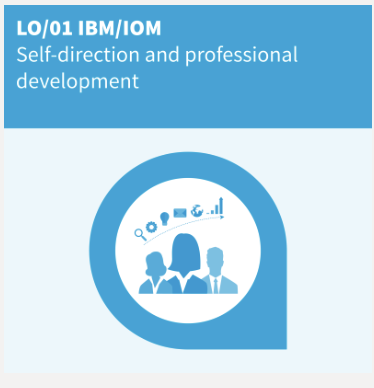 LO/01 IBM/IOM
Self-direction and professional
development